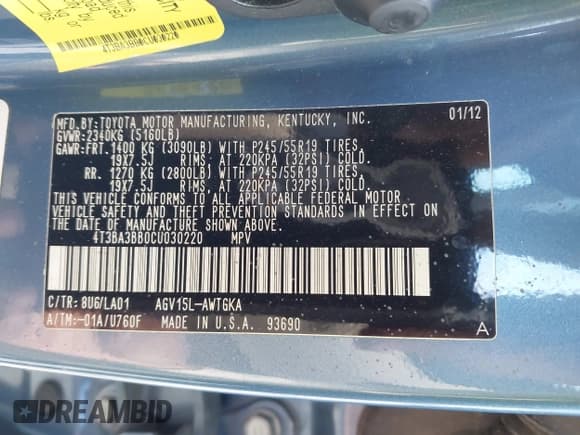 4T3BA3BB0CU030220
MFD.BY:TOYOTA MOTOR MANUFACTURING, KENTUCKY, INC.
01/12
GVWR:2340KG (5160LB)
GAWR:FRT. 1400 KG (3090LB) WITH P245/55R19 TIRES,
19X7.5J RIMS, AT 220KPA (32PSI) COLD.
RR. 1270 KG (2800LB) WITH P245/55R19 TIRES,
19X7.5J RIMS, AT 220KPA (32PSI) COLD.
THIS VEHICLE CONFORMS TO ALL APPLICABLE FEDERAL MOTOR
VEHICLE SAFETY AND THEFT PREVENTION STANDARDS IN EFFECT ON
THE DATE OF MANUFACTURE SHOWN ABOVE.
4T3BA3BB0CU030220 MPV
C/TR: 8U6/LA01 AGV15L-AWTGKA
A/TM:-01A/U760F MADE IN U.S.A. 93690
A
DREAMBID